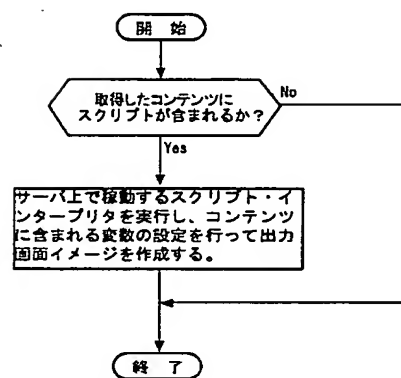 開 始
取得したコンテンツに
スクリプトが含まれるか？
No
Yes
サーバ上で稼動するスクリプト・イ
ンタープリタを実行し、コンテンツ
に含まれる変数の設定を行って出力
画面イメージを作成する。
終 了